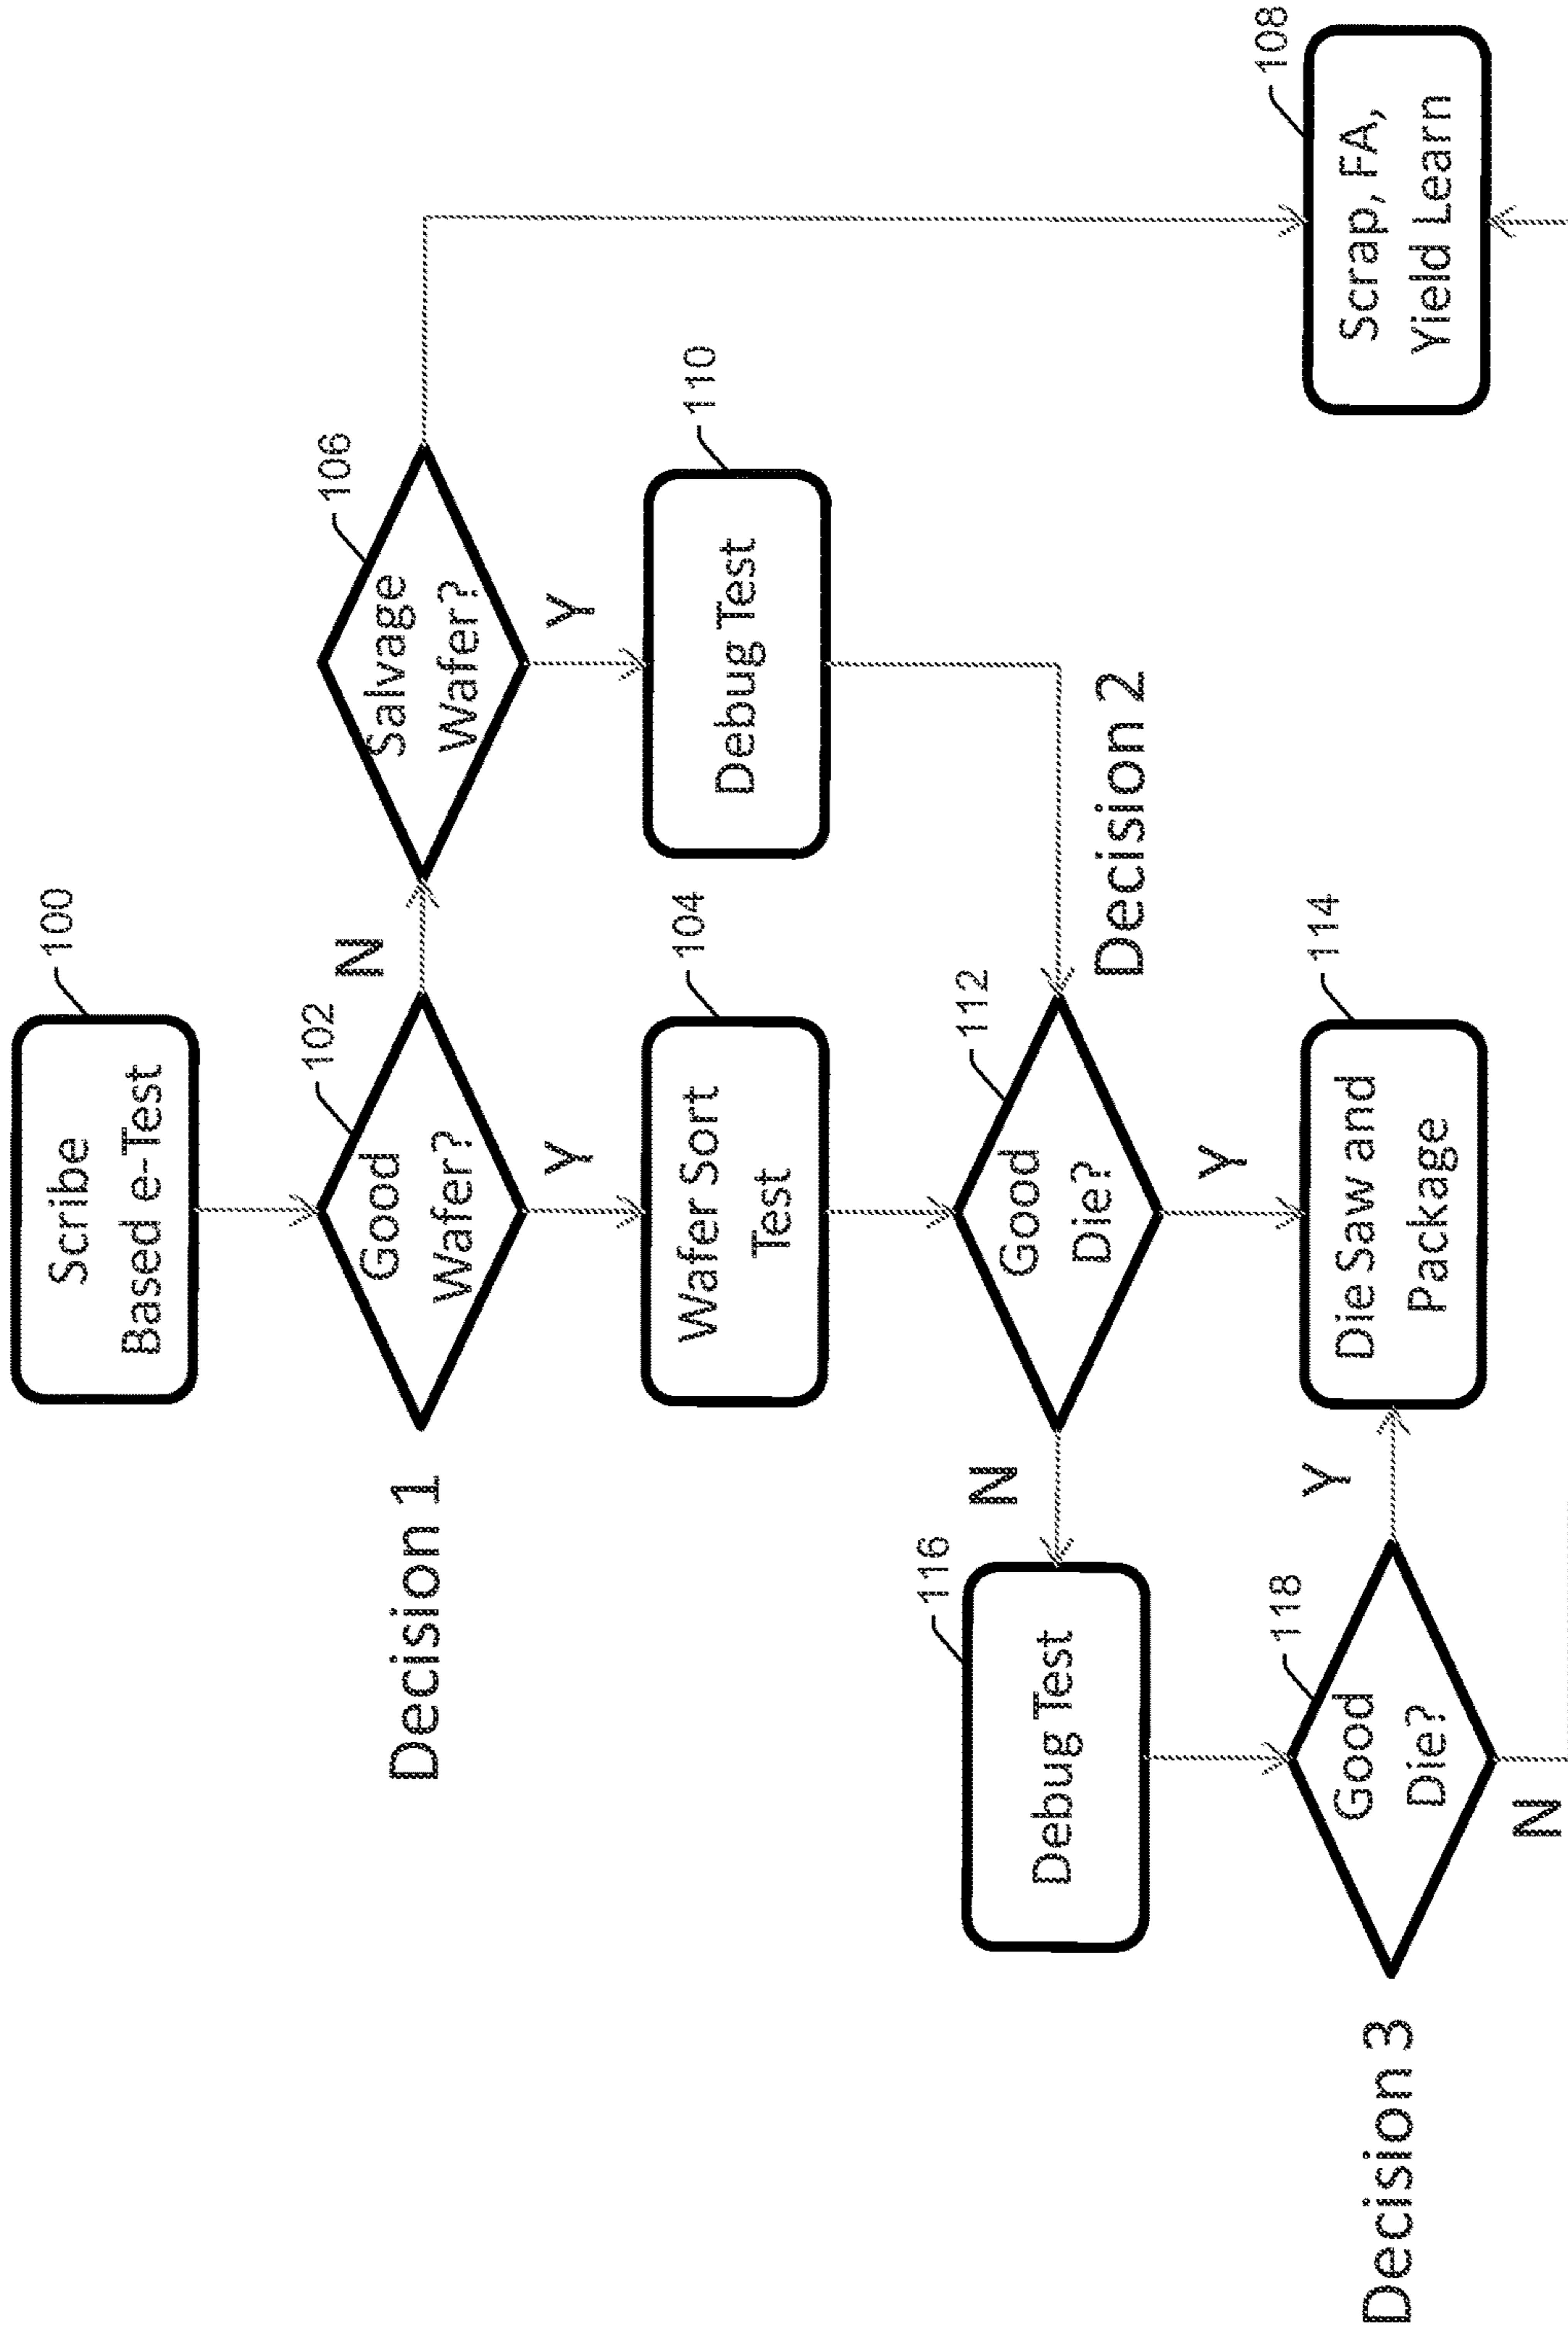 100
Scribe
Based e-Test
102
Good
Wafer?
Decision 1
N
106
Salvage
Wafer?
Y
Y
104
Wafer Sort
Test
110
Debug Test
112
Good
Die?
Decision 2
N
Y
116
Debug Test
114
Die Saw and
Package
118
Good
Die?
Decision 3
Y
N
108
Scrap, FA,
Yield Learn